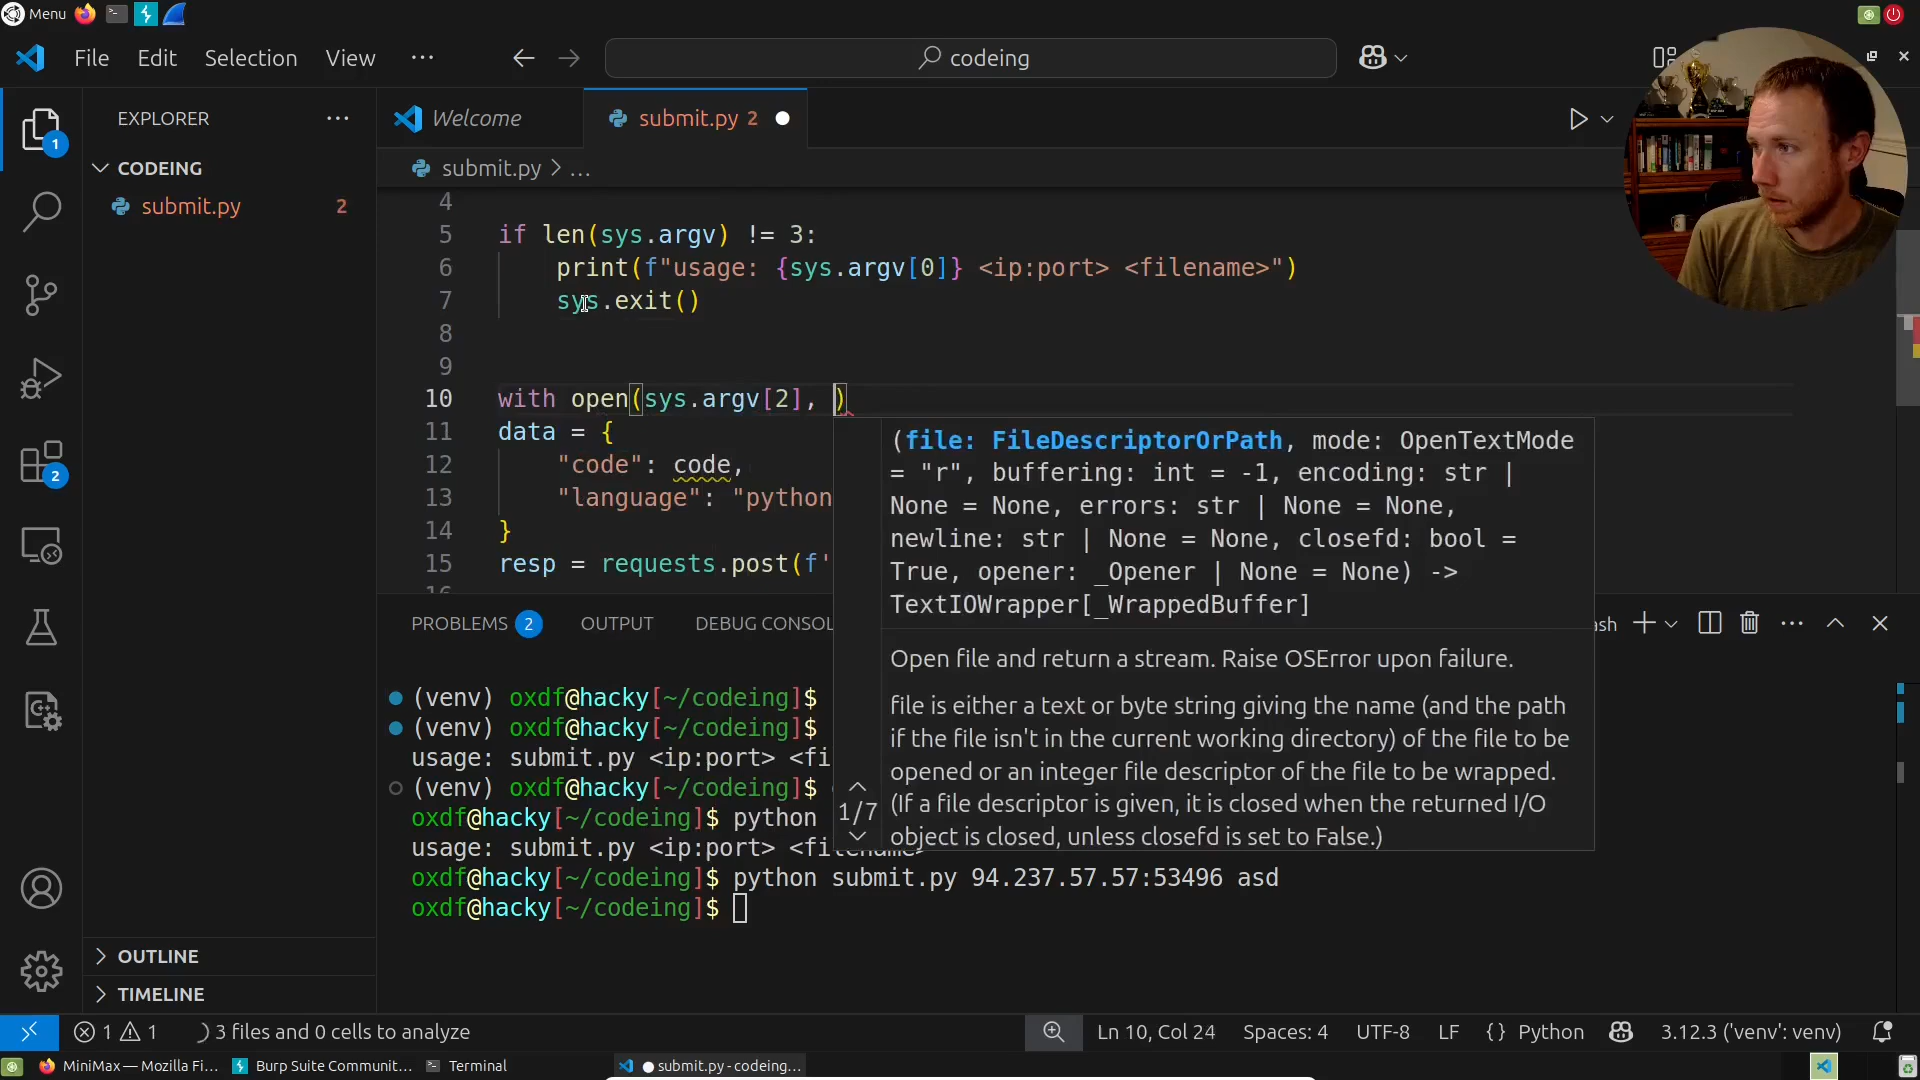 Menu
File Edit Selection View ...
codeing
EXPLORER
Welcome
submit.py 2
submit.py > ...
CODEING
submit.py 2
4
5 if len(sys.argv) != 3:
6 print(f"usage: {sys.argv[0]} <ip:port> <filename>")
7 sys.exit()
8
9
10 with open(sys.argv[2], )
11 data = {
12 "code": code,
13 "language": "python
14 }
15 resp = requests.post(f'
(file: FileDescriptorOrPath, mode: OpenTextMode
= "r", buffering: int = -1, encoding: str |
None = None, errors: str | None = None,
newline: str | None = None, closefd: bool =
True, opener: _Opener | None = None) ->
TextIOWrapper[_WrappedBuffer]
Open file and return a stream. Raise OSError upon failure.
file is either a text or byte string giving the name (and the path
if the file isn't in the current working directory) of the file to be
opened or an integer file descriptor of the file to be wrapped.
(If a file descriptor is given, it is closed when the returned I/O
object is closed, unless closefd is set to False.)
1/7
1
2
PROBLEMS 2 OUTPUT DEBUG CONSOL
ash
(venv) oxdf@hacky[~/codeing]$
(venv) oxdf@hacky[~/codeing]$
usage: submit.py <ip:port> <fi
(venv) oxdf@hacky[~/codeing]$
oxdf@hacky[~/codeing]$ python
usage: submit.py <ip:port> <filename>
oxdf@hacky[~/codeing]$ python submit.py 94.237.57.57:53496 asd
oxdf@hacky[~/codeing]$
OUTLINE
TIMELINE
1 1 3 files and 0 cells to analyze
Ln 10, Col 24 Spaces: 4 UTF-8 LF {} Python 3.12.3 ('venv': venv)
MiniMax — Mozilla Fi... Burp Suite Communit... Terminal submit.py - codeing...